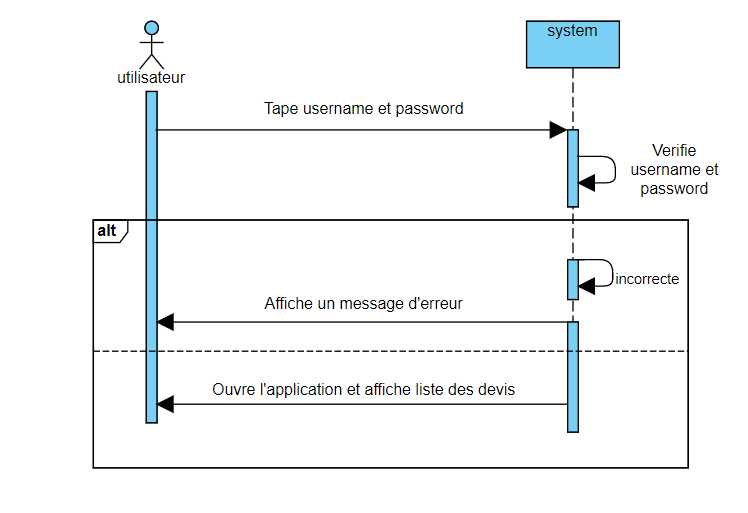 system
utilisateur
Tape username et password
Verifie
username et
password
alt
incorrecte
Affiche un message d'erreur
Ouvre l'application et affiche liste des devis